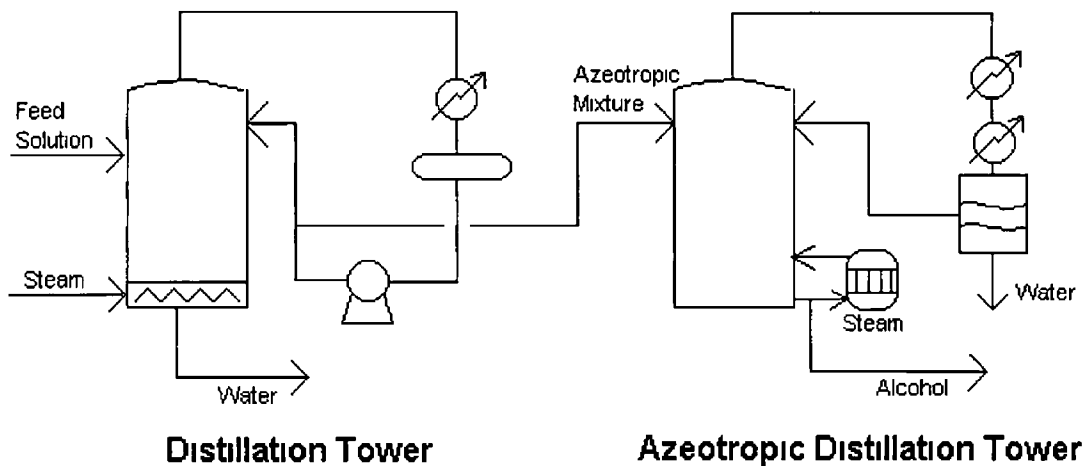 Feed
Solution
Steam
Water
Distillation Tower
Azeotropic
Mixture
Steam
Water
Alcohol
Azeotropic Distillation Tower